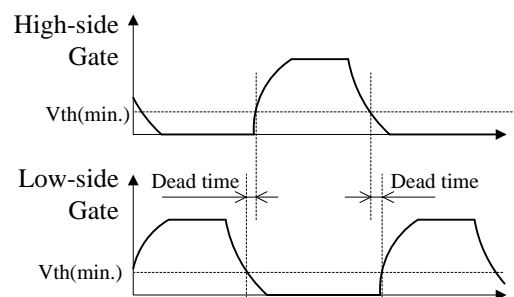 High-side
Gate
Vth(min.)
Low-side
Gate
Dead time
Dead time
Vth(min.)